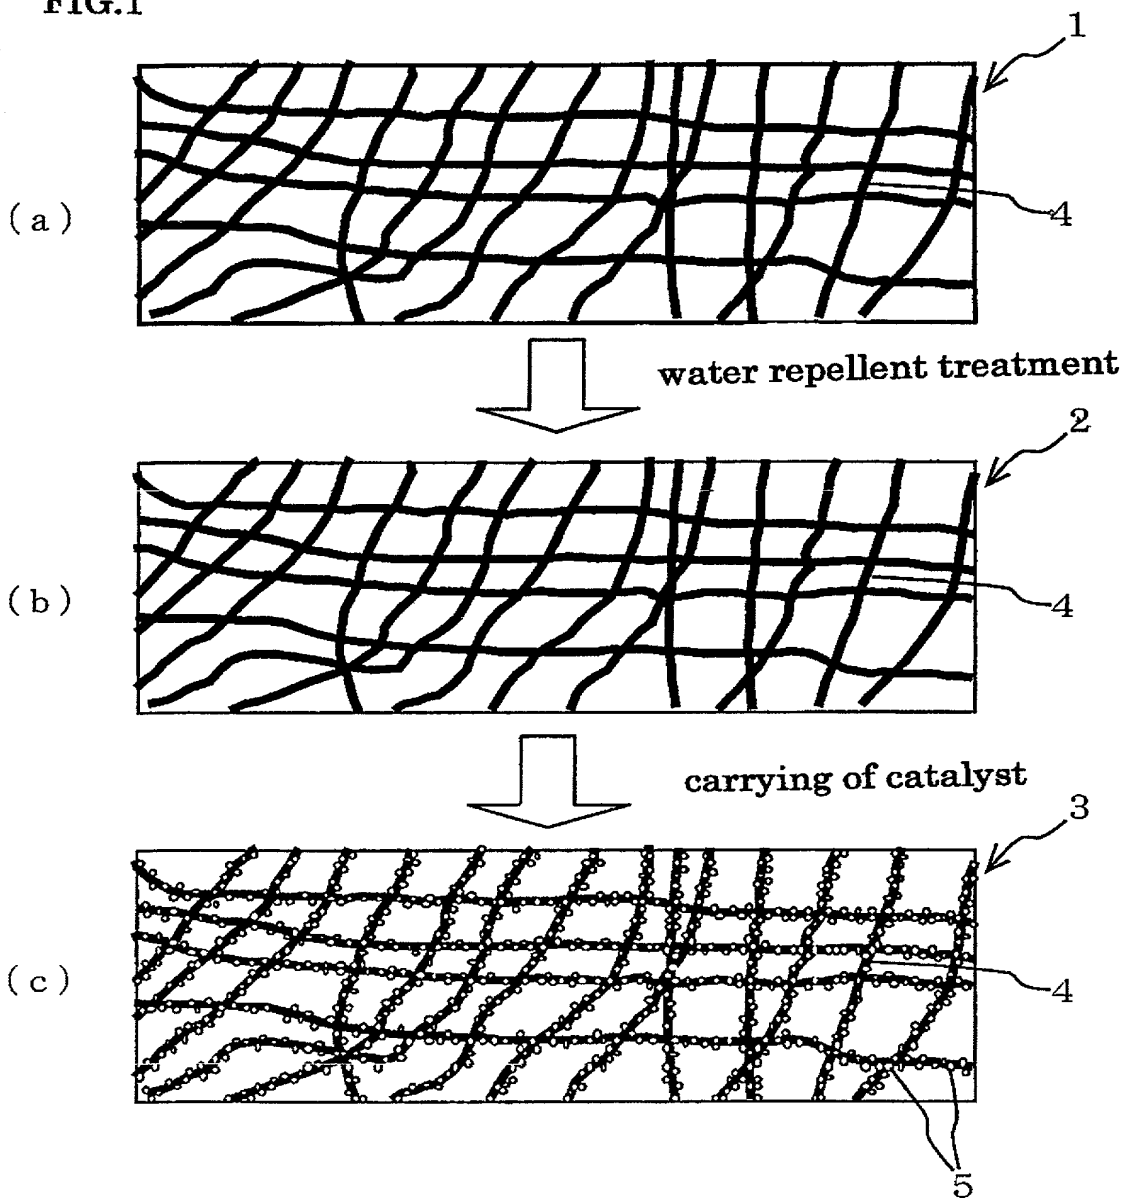 FIG.1
1
(a)
4
water repellent treatment
2
(b)
4
carrying of catalyst
3
(c)
4
5